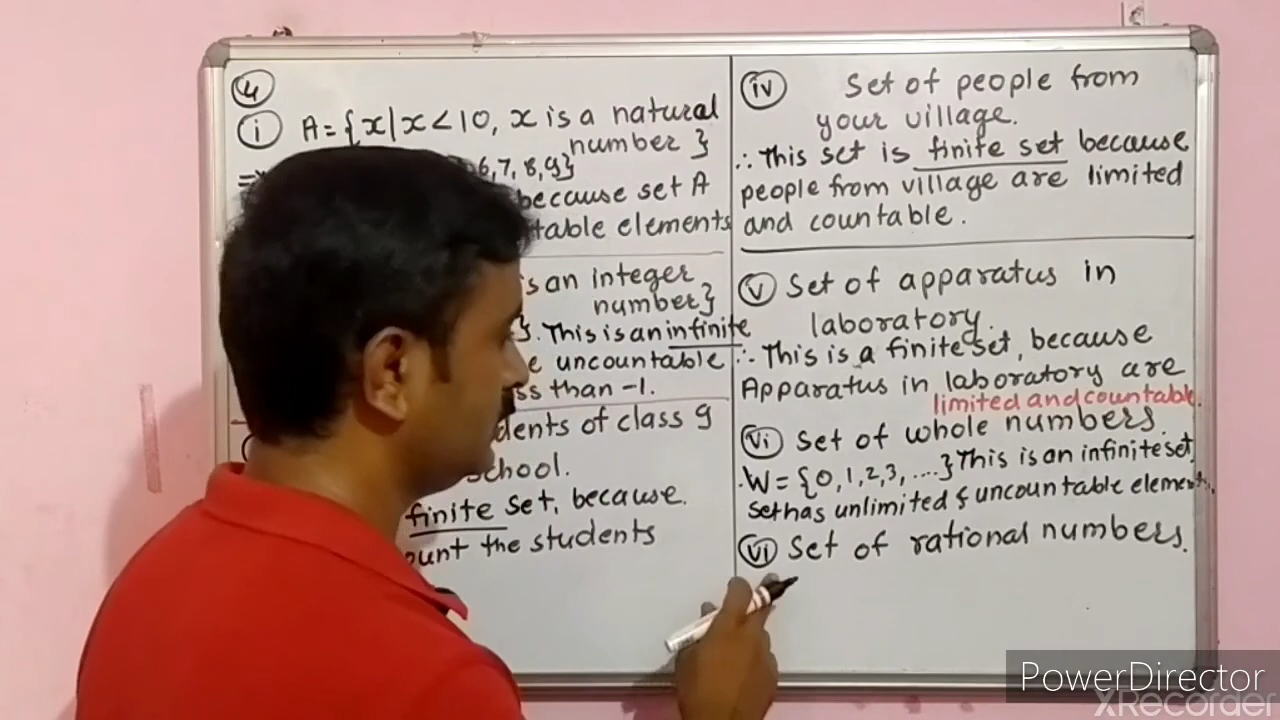 4
i A = {x|x<10, x is a natural
number }
6, 7, 8, 9}
because set A
table elements
is an integer
number}
}. This is an infinite
uncountable
than -1.
of class 9
school.
finite set, because
the students
iv Set of people from
your village.
∴ This set is finite set because
people from village are limited
and countable.
v Set of apparatus in
laboratory.
∴ This is a finite set, because
Apparatus in laboratory are
limited and countable.
vi Set of whole numbers.
W = {0, 1, 2, 3, ....} This is an infinite set
set has unlimited & uncountable elements.
vi Set of rational numbers.
PowerDirector
XRecorder